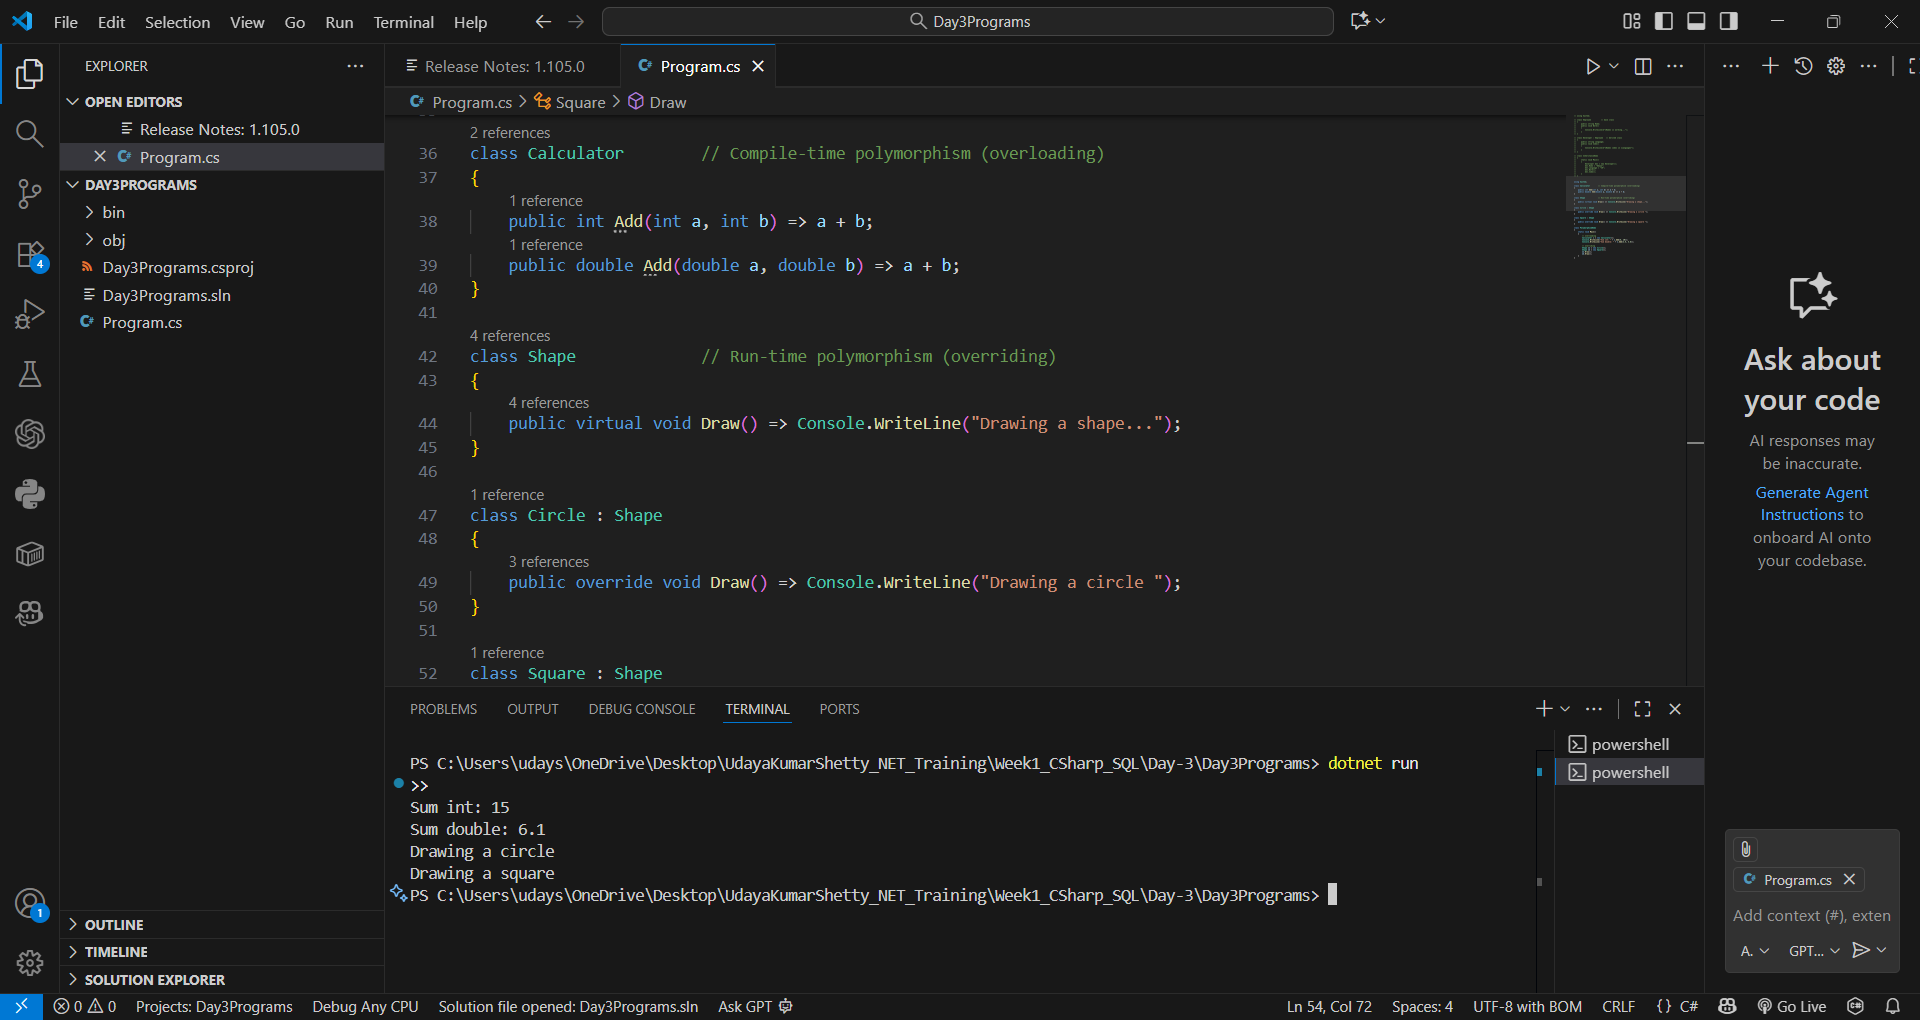 File Edit Selection View Go Run Terminal Help
Day3Programs
EXPLORER
OPEN EDITORS
Release Notes: 1.105.0
Program.cs
DAY3PROGRAMS
bin
obj
Day3Programs.csproj
Day3Programs.sln
Program.cs
OUTLINE
TIMELINE
SOLUTION EXPLORER
4
1
Release Notes: 1.105.0
C# Program.cs
C# Program.cs > Square > Draw
2 references
36 class Calculator // Compile-time polymorphism (overloading)
37 {
1 reference
38 public int Add(int a, int b) => a + b;
1 reference
39 public double Add(double a, double b) => a + b;
40 }
41
4 references
42 class Shape // Run-time polymorphism (overriding)
43 {
4 references
44 public virtual void Draw() => Console.WriteLine("Drawing a shape...");
45 }
46
1 reference
47 class Circle : Shape
48 {
3 references
49 public override void Draw() => Console.WriteLine("Drawing a circle ");
50 }
51
1 reference
52 class Square : Shape
PROBLEMS OUTPUT DEBUG CONSOLE TERMINAL PORTS
PS C:\Users\udays\OneDrive\Desktop\UdayaKumarShetty_NET_Training\Week1_CSharp_SQL\Day-3\Day3Programs> dotnet run
>>
Sum int: 15
Sum double: 6.1
Drawing a circle
Drawing a square
PS C:\Users\udays\OneDrive\Desktop\UdayaKumarShetty_NET_Training\Week1_CSharp_SQL\Day-3\Day3Programs>
powershell
powershell
Ask about
your code
AI responses may
be inaccurate.
Generate Agent
Instructions to
onboard AI onto
your codebase.
C# Program.cs
Add context (#), exten
A. GPT...
0 0 Projects: Day3Programs Debug Any CPU Solution file opened: Day3Programs.sln Ask GPT Ln 54, Col 72 Spaces: 4 UTF-8 with BOM CRLF {} C# Go Live